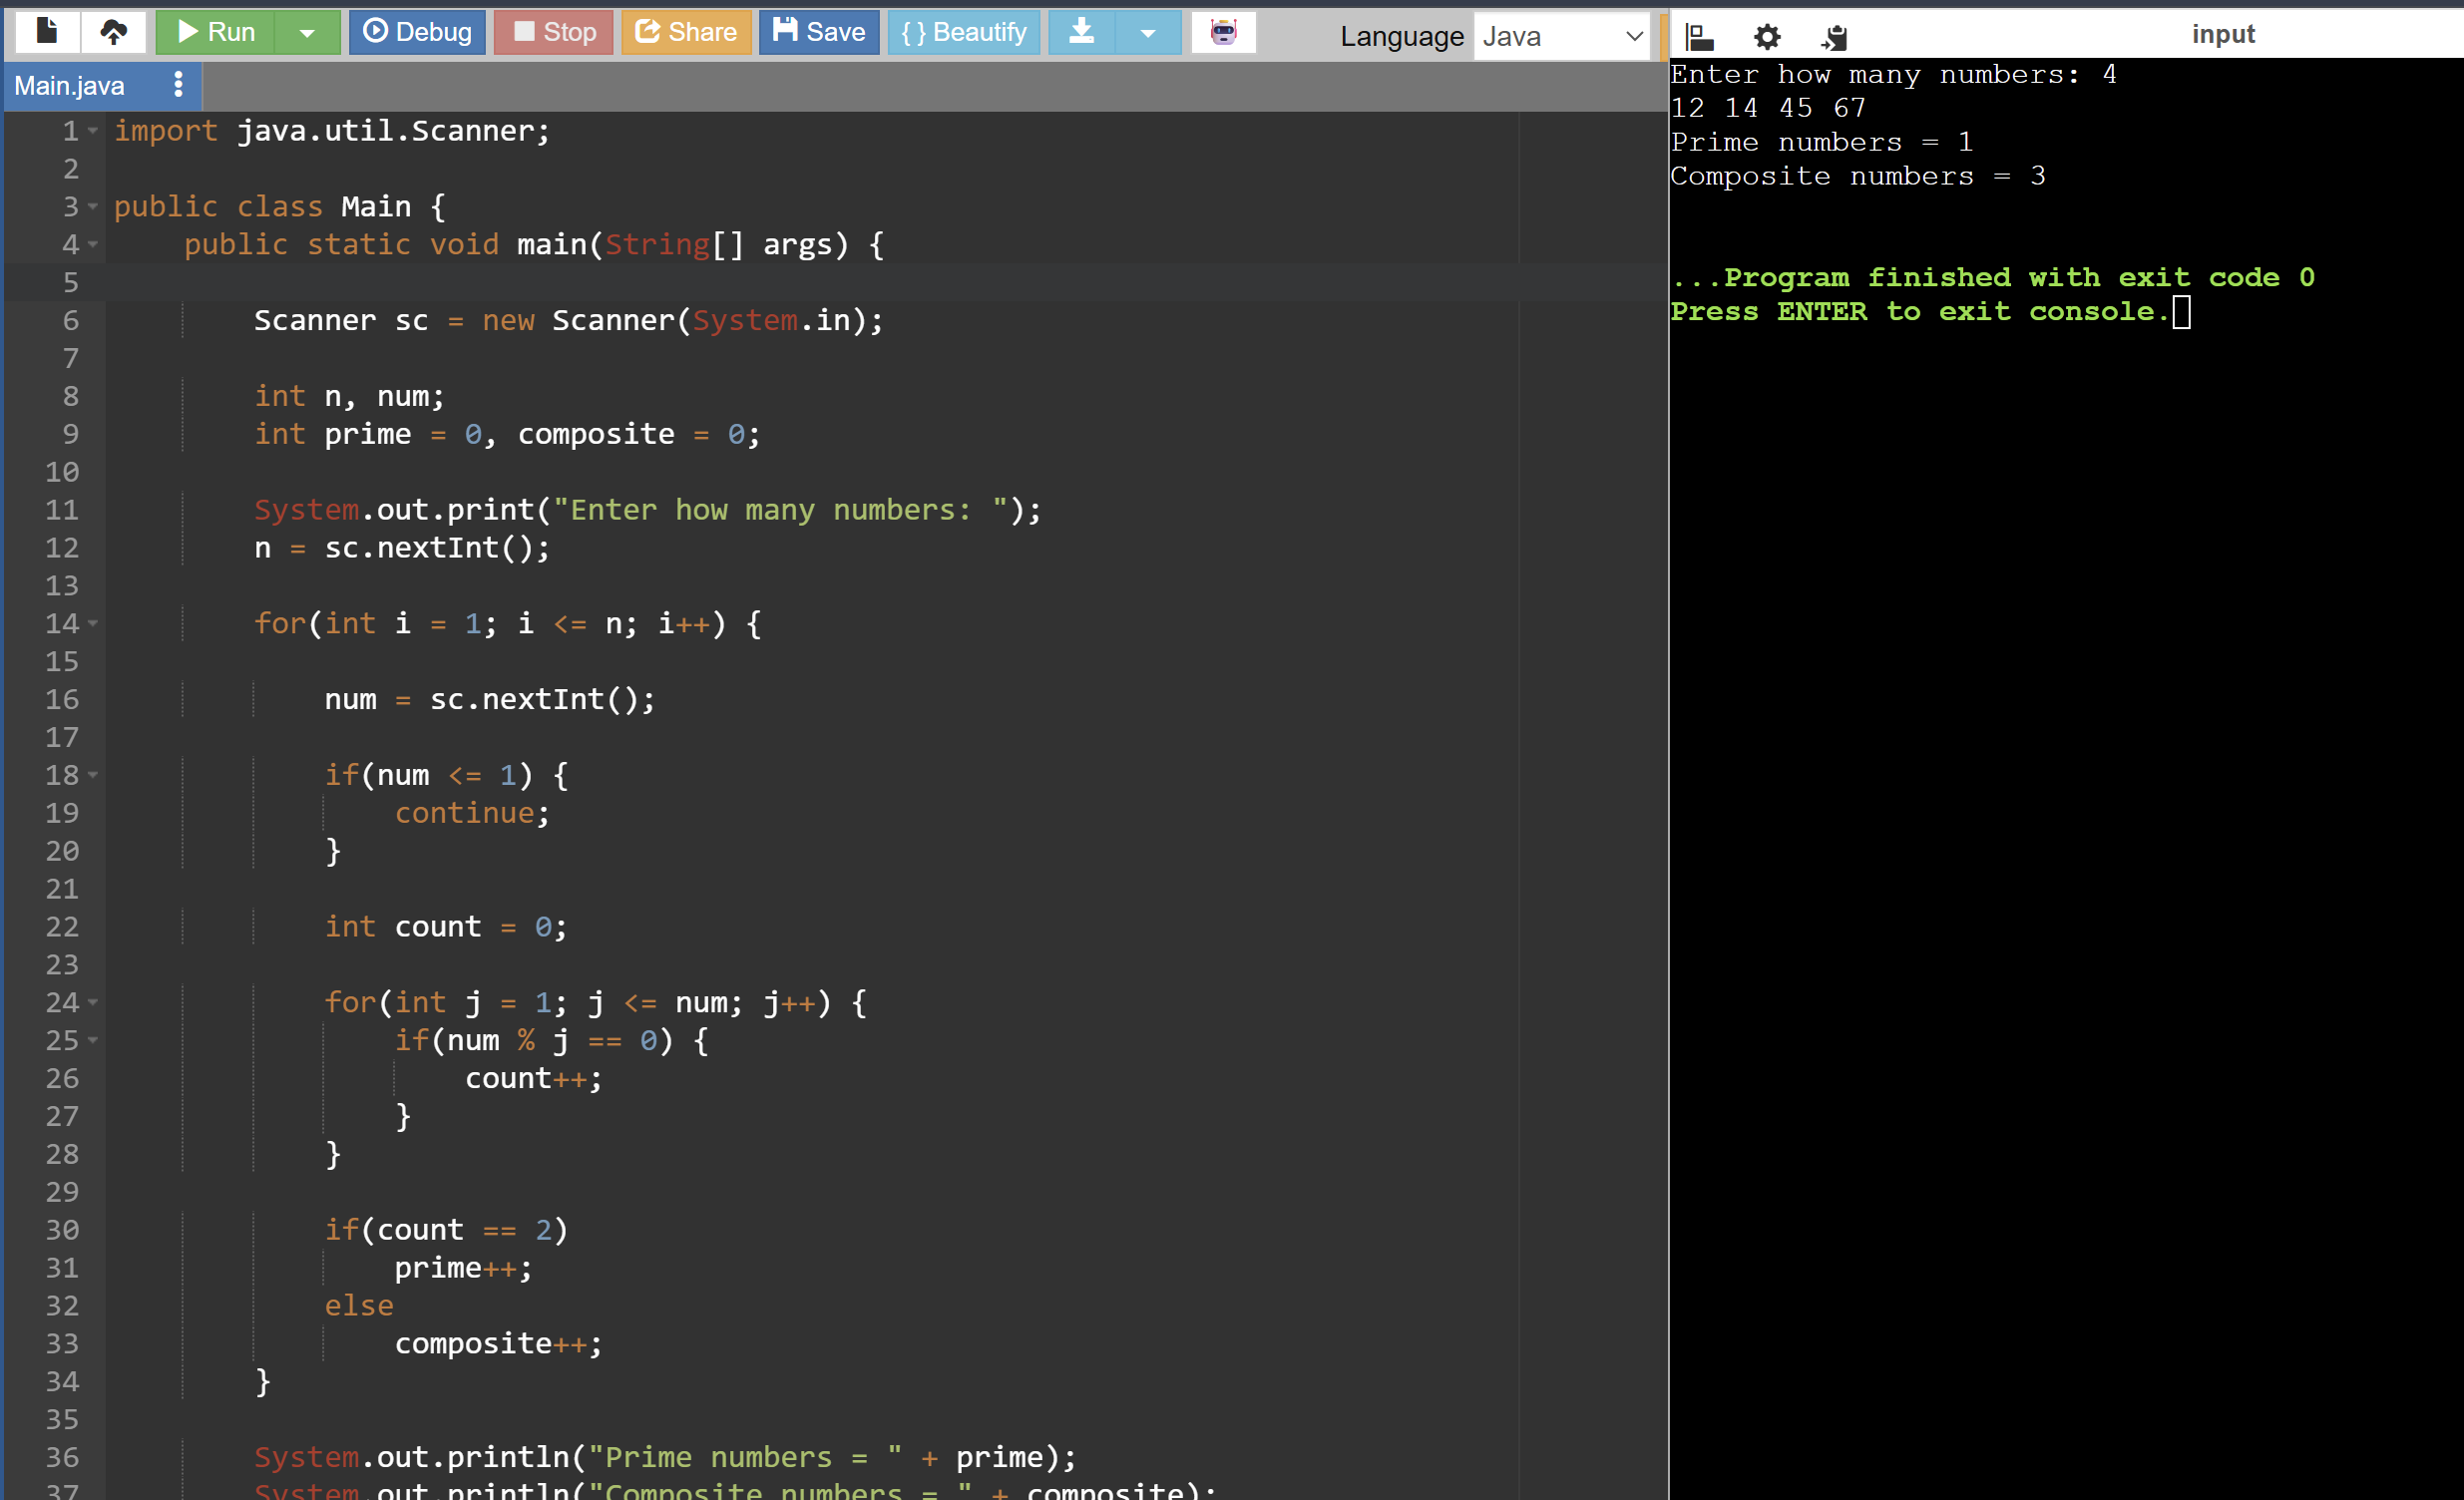 Run Debug Stop Share Save { } Beautify Language Java
Main.java
1 import java.util.Scanner;
2
3 public class Main {
4     public static void main(String[] args) {
5
6         Scanner sc = new Scanner(System.in);
7
8         int n, num;
9         int prime = 0, composite = 0;
10
11         System.out.print("Enter how many numbers: ");
12         n = sc.nextInt();
13
14         for(int i = 1; i <= n; i++) {
15
16             num = sc.nextInt();
17
18             if(num <= 1) {
19                 continue;
20             }
21
22             int count = 0;
23
24             for(int j = 1; j <= num; j++) {
25                 if(num % j == 0) {
26                     count++;
27                 }
28             }
29
30             if(count == 2)
31                 prime++;
32             else
33                 composite++;
34         }
35
36         System.out.println("Prime numbers = " + prime);
37         System.out.println("Composite numbers = " + composite);
input
Enter how many numbers: 4
12 14 45 67
Prime numbers = 1
Composite numbers = 3
...Program finished with exit code 0
Press ENTER to exit console.